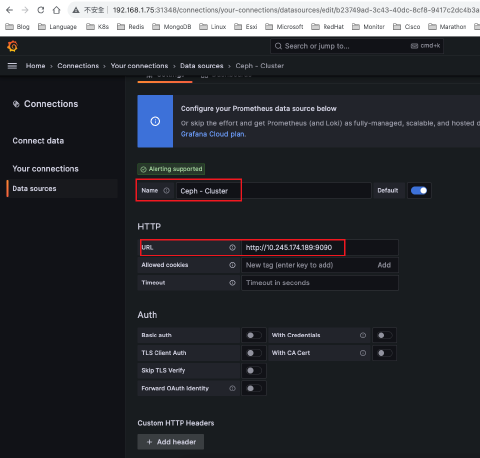 不安全 192.168.1.75:31348/connections/your-connections/datasources/edit/b23749ad-3c43-40dc-8cf8-9417c2dc4b3a
Blog Language K8s Redis MongoDB Linux Esxi Microsoft RedHat Monitor Cisco Marathon
Search or jump to... cmd+k
Home › Connections › Your connections › Data sources › Ceph - Cluster
Connections
Connect data
Your connections
Data sources
Configure your Prometheus data source below
Or skip the effort and get Prometheus (and Loki) as fully-managed, scalable, and hosted d
Grafana Cloud plan.
Alerting supported
Name Ceph - Cluster Default
HTTP
URL http://10.245.174.189:9090
Allowed cookies New tag (enter key to add) Add
Timeout Timeout in seconds
Auth
Basic auth With Credentials
TLS Client Auth With CA Cert
Skip TLS Verify
Forward OAuth Identity
Custom HTTP Headers
+ Add header